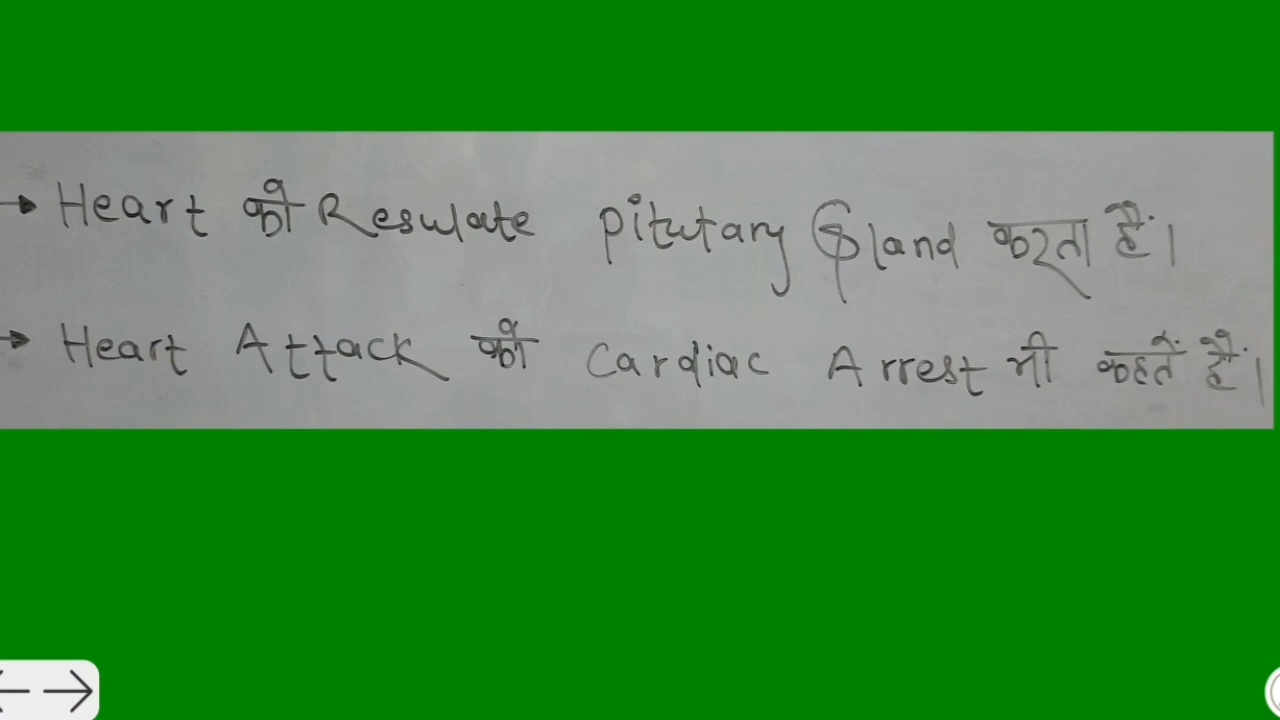 → Heart को Resulate Pitutary Gland करता है।
→ Heart Attack को Cardiac Arrest भी कहते है।